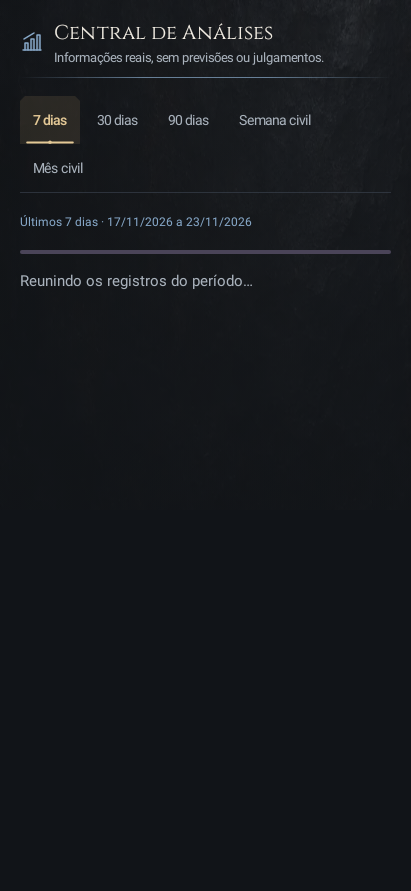 Central de Análises
Informações reais, sem previsões ou julgamentos.
7 dias
30 dias
90 dias
Semana civil
Mês civil
Últimos 7 dias · 17/11/2026 a 23/11/2026
Reunindo os registros do período…